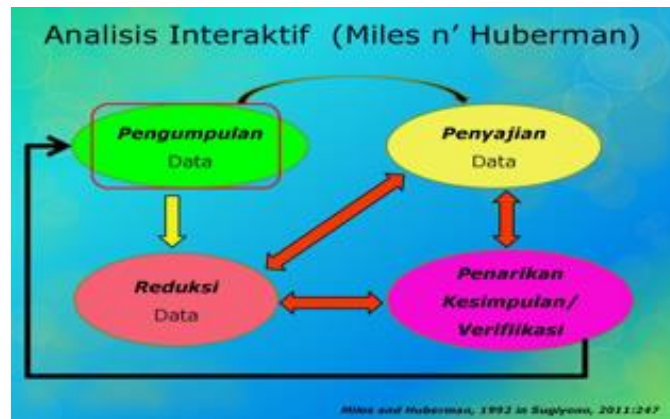 Analisis Interaktif (Miles n' Huberman)
Pengumpulan
Data
Penyajian
Data
Reduksi
Data
Penarikan
Kesimpulan/
Verifiikasi
Miles and Huberman, 1992 in Sugiyono, 2011:247